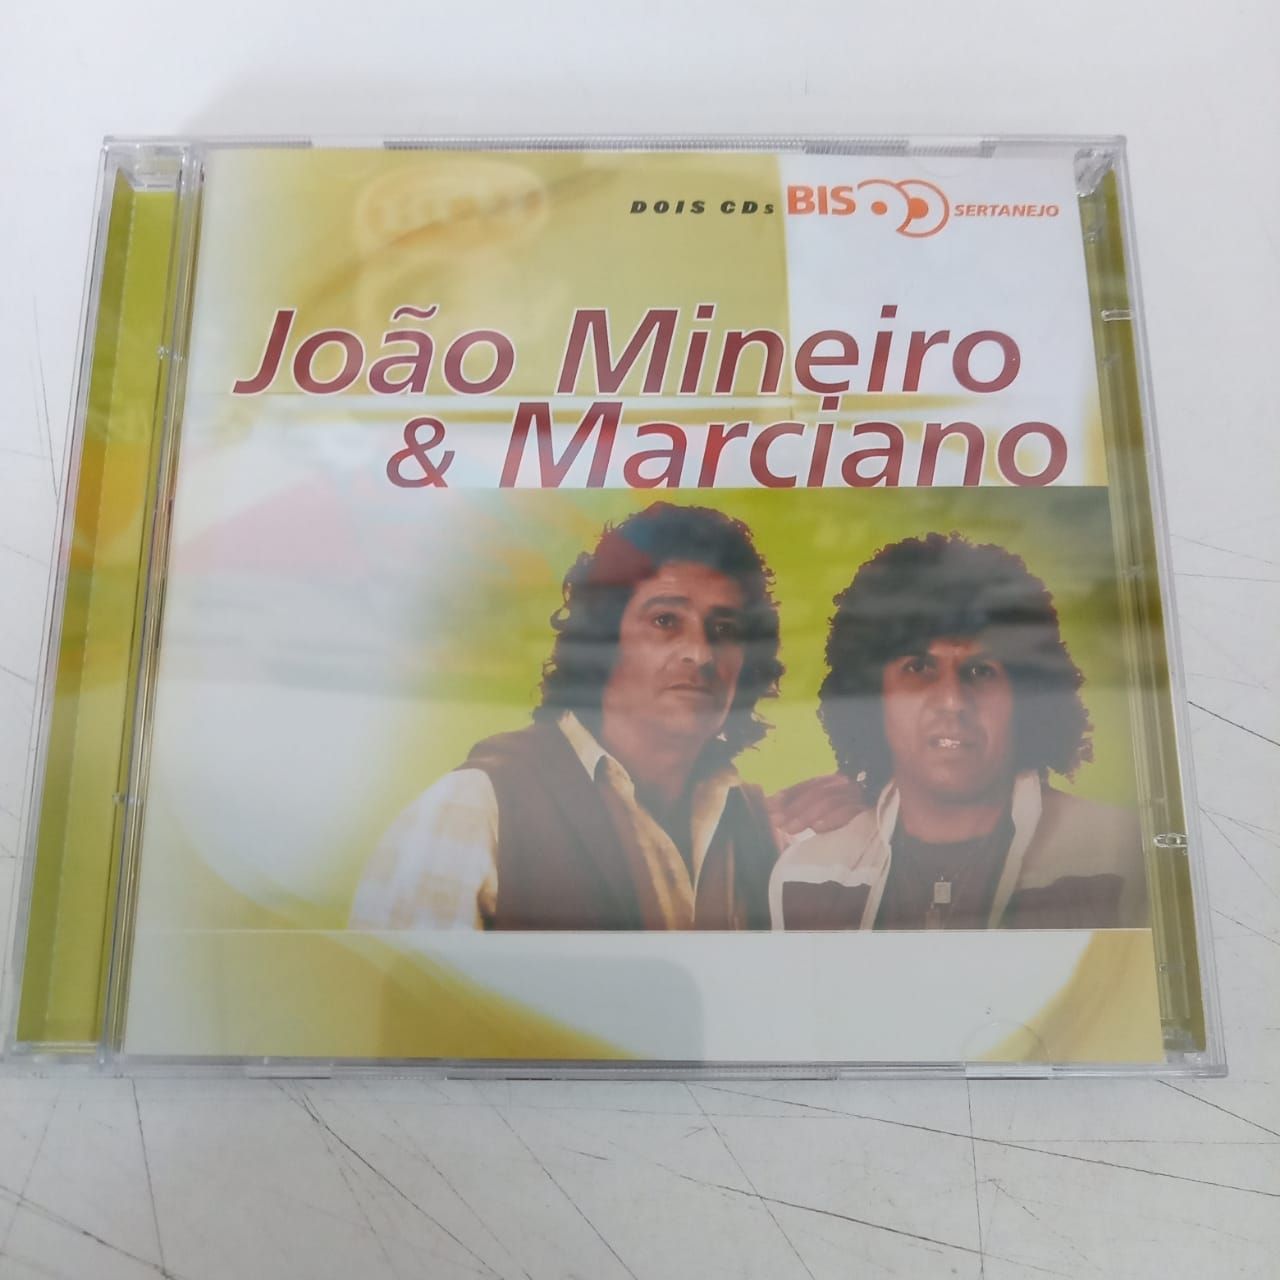 DOIS CDs BIS SERTANEJO
João Mineiro
& Marciano